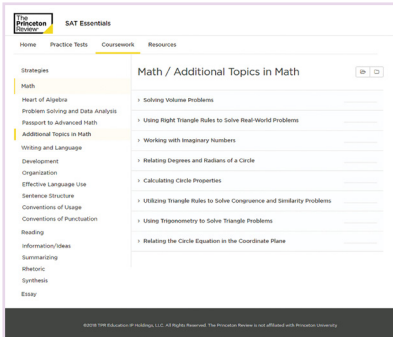 The
Princeton
Review
SAT Essentials
Home Practice Tests Coursework Resources
Strategies
Math
Heart of Algebra
Problem Solving and Data Analysis
Passport to Advanced Math
Additional Topics in Math
Writing and Language
Development
Organization
Effective Language Use
Sentence Structure
Conventions of Usage
Conventions of Punctuation
Reading
Information/Ideas
Summarizing
Rhetoric
Synthesis
Essay
Math / Additional Topics in Math
Solving Volume Problems
Using Right Triangle Rules to Solve Real-World Problems
Working with Imaginary Numbers
Relating Degrees and Radians of a Circle
Calculating Circle Properties
Utilizing Triangle Rules to Solve Congruence and Similarity Problems
Using Trigonometry to Solve Triangle Problems
Relating the Circle Equation in the Coordinate Plane
©2018 TPR Education IP Holdings, LLC. All Rights Reserved. The Princeton Review is not affiliated with Princeton University